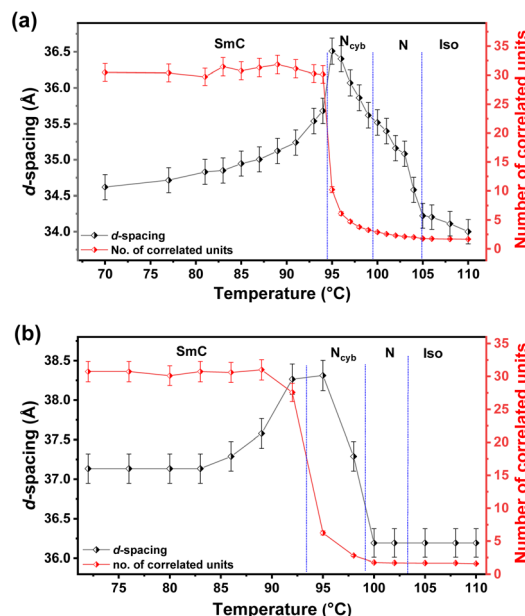 (a)
SmC N_cyb N Iso
d-spacing (Å)
36.5
36.0
35.5
35.0
34.5
34.0
Number of correlated units
35
30
25
20
15
10
5
0
d-spacing
No. of correlated units
70 75 80 85 90 95 100 105 110
Temperature (°C)
(b)
SmC N_cyb N Iso
d-spacing (Å)
38.5
38.0
37.5
37.0
36.5
36.0
Number of correlated units
35
30
25
20
15
10
5
0
d-spacing
no. of correlated units
75 80 85 90 95 100 105 110
Temperature (°C)